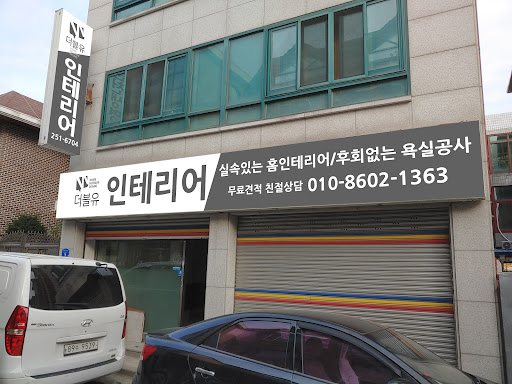 더블유
인테리어
251-6704
더블유
인테리어
실속있는 홈인테리어/후회없는 욕실공사
무료견적 친절상담 010-8602-1363